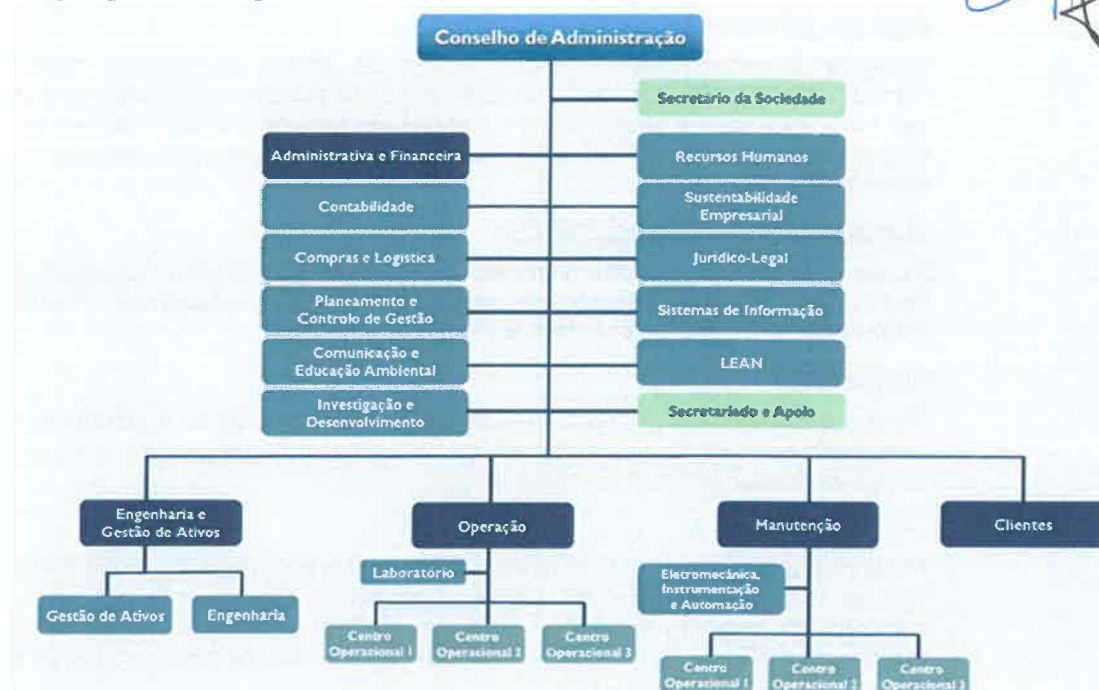 Conselho de Administração
Secretário da Sociedade
Administrativa e Financeira
Recursos Humanos
Contabilidade
Sustentabilidade
Empresarial
Compras e Logística
Jurídico-Legal
Planeamento e
Controlo de Gestão
Sistemas de Informação
Comunicação e
Educação Ambiental
LEAN
Investigação e
Desenvolvimento
Secretariado e Apoio
Engenharia e
Gestão de Ativos
Operação
Manutenção
Clientes
Laboratório
Eletromecânica,
Instrumentação
e Automação
Gestão de Ativos
Engenharia
Centro
Operacional 1
Centro
Operacional 2
Centro
Operacional 3
Centro
Operacional 1
Centro
Operacional 2
Centro
Operacional 3